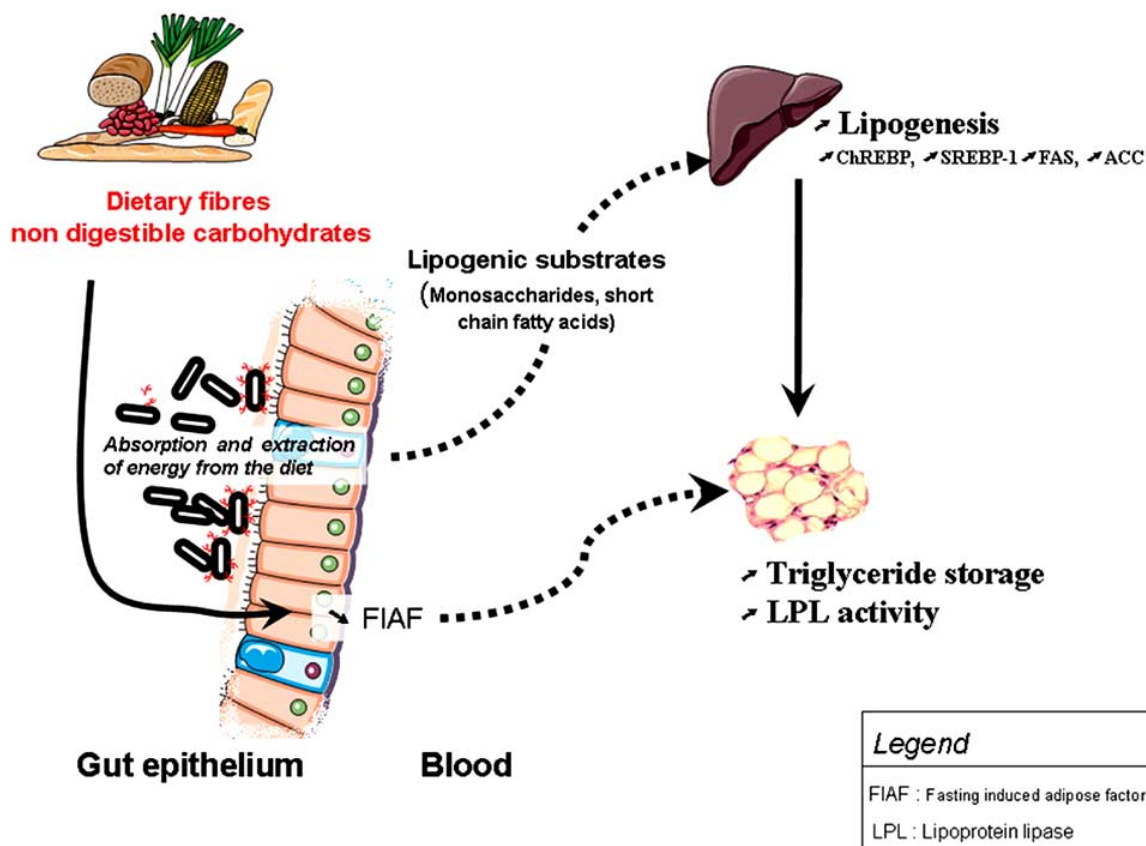 Dietary fibres
non digestible carbohydrates
Absorption and extraction
of energy from the diet
Lipogenic substrates
(Monosaccharides, short
chain fatty acids)
➚ Lipogenesis
➚ChREBP, ➚SREBP-1 ➚FAS, ➚ACC
➘ FIAF
➚ Triglyceride storage
➚ LPL activity
Gut epithelium
Blood
Legend
FIAF : Fasting induced adipose factor
LPL : Lipoprotein lipase